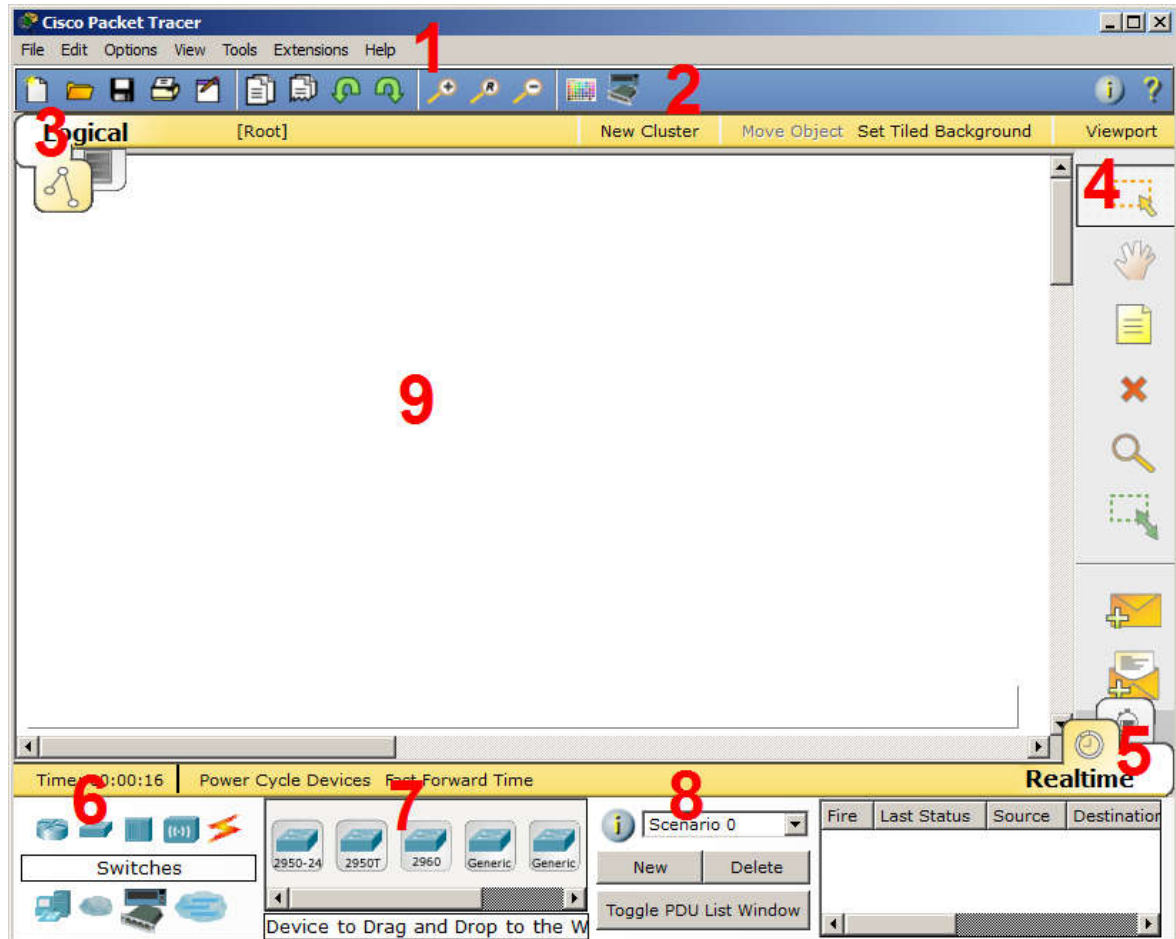 Cisco Packet Tracer
File Edit Options View Tools Extensions Help
1
2
3
Logical [Root] New Cluster Move Object Set Tiled Background Viewport
4
9
5
Time: 00:00:16 Power Cycle Devices Fast Forward Time Realtime
6
7
8
Switches
2950-24 2950T 2960 Generic Generic
Device to Drag and Drop to the W
Scenario 0
New Delete
Toggle PDU List Window
Fire Last Status Source Destination